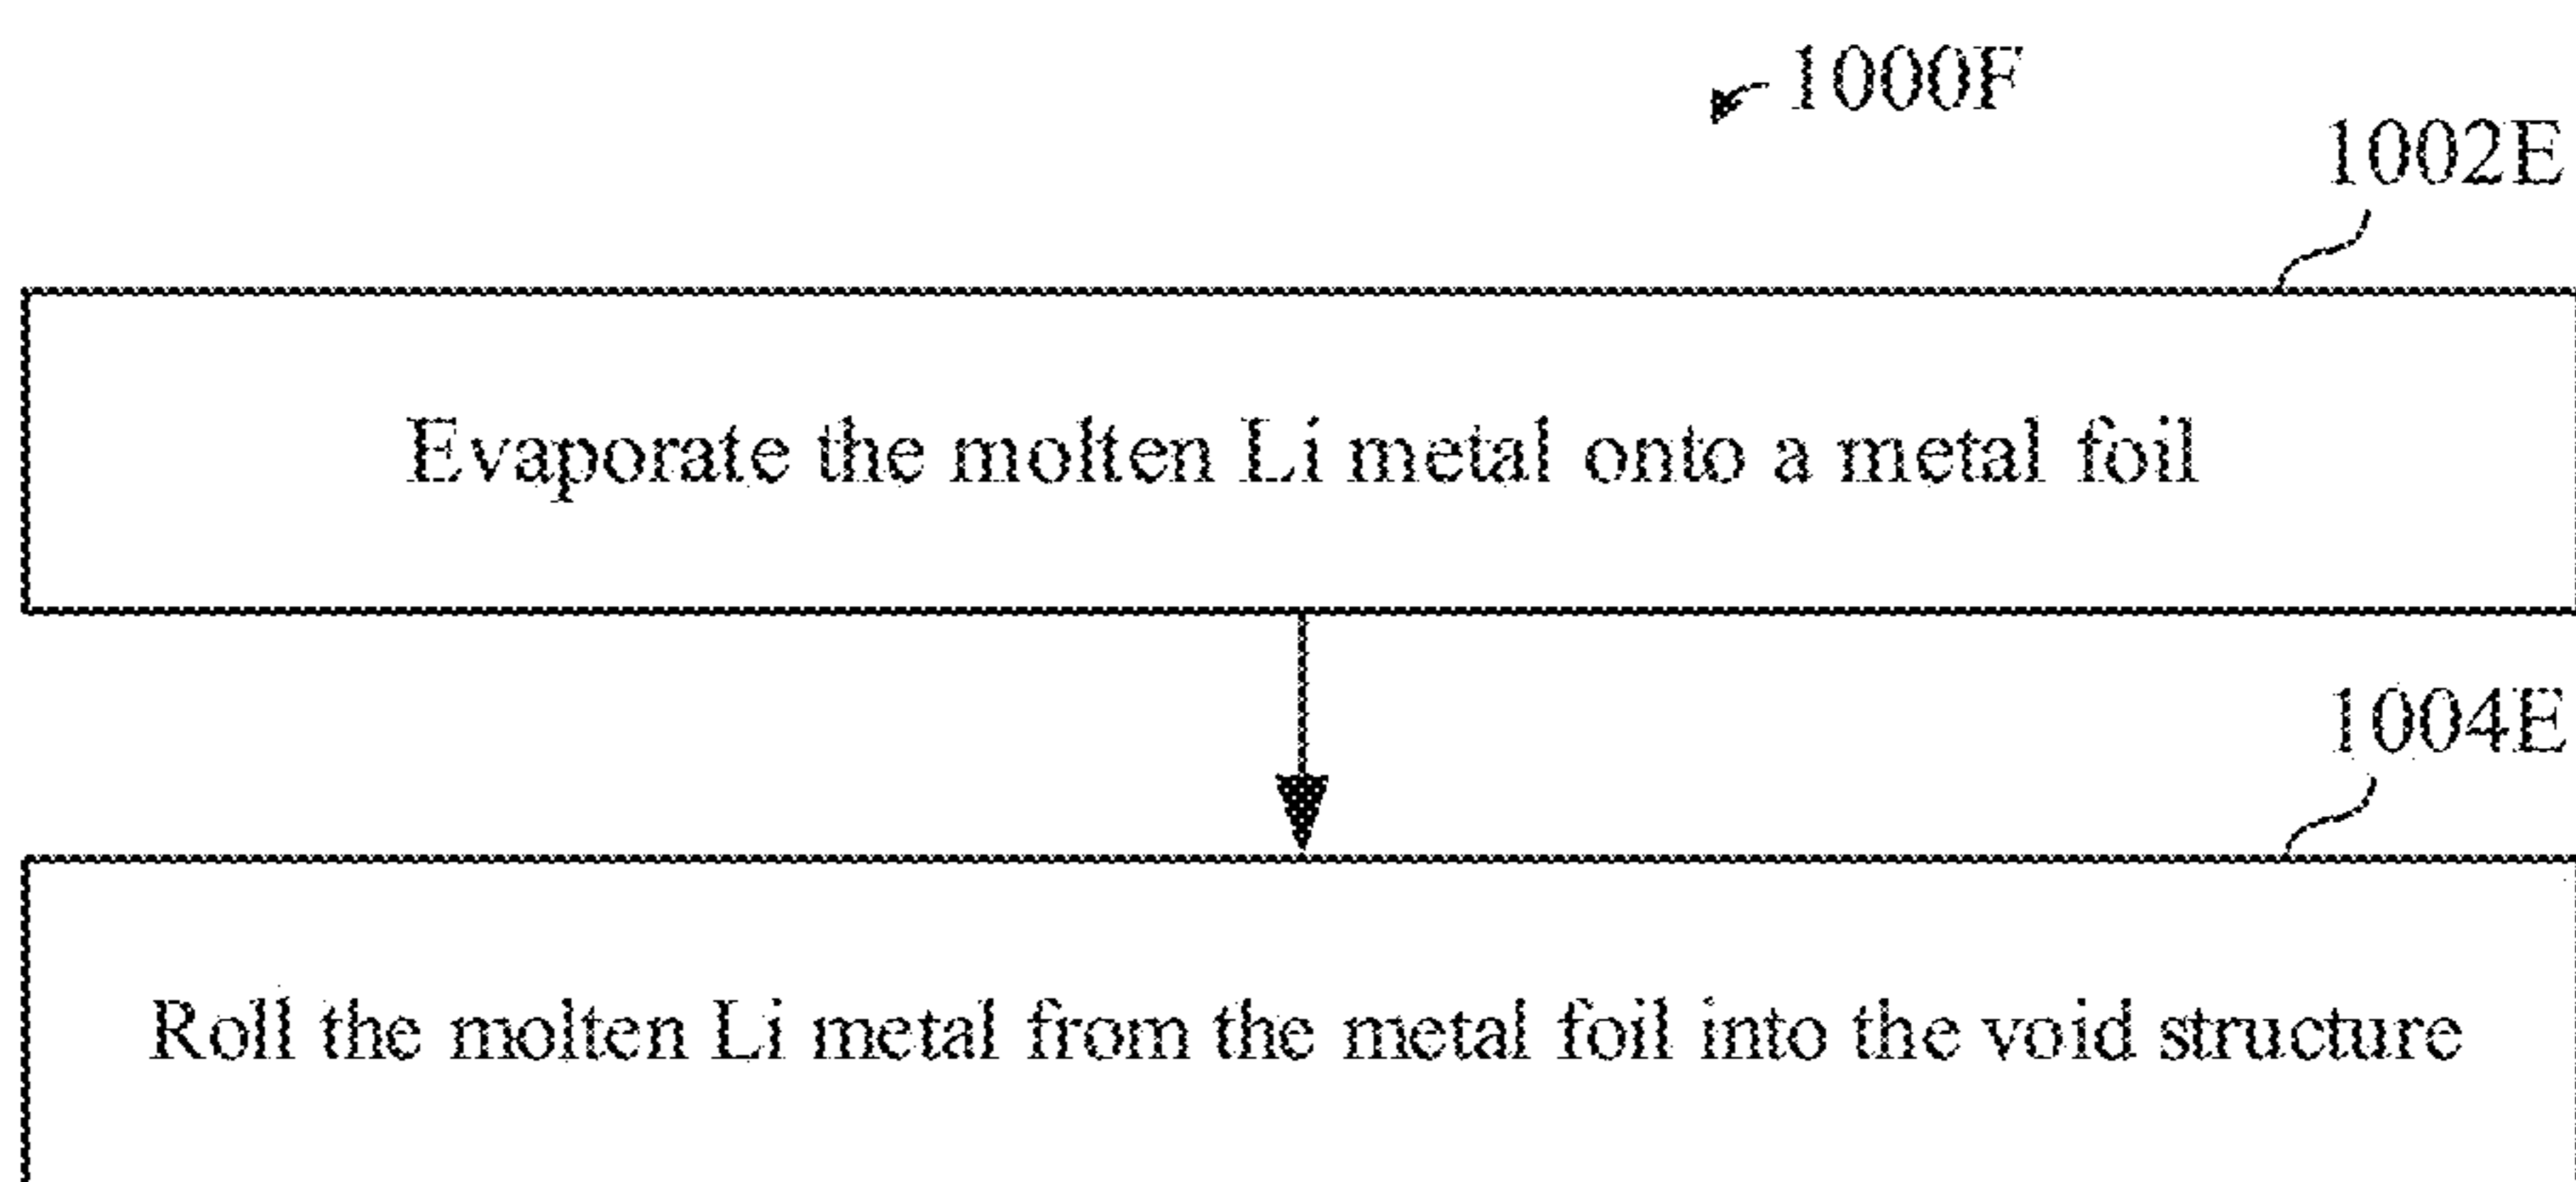 1000F
1002E
Evaporate the molten Li metal onto a metal foil
1004E
Roll the molten Li metal from the metal foil into the void structure